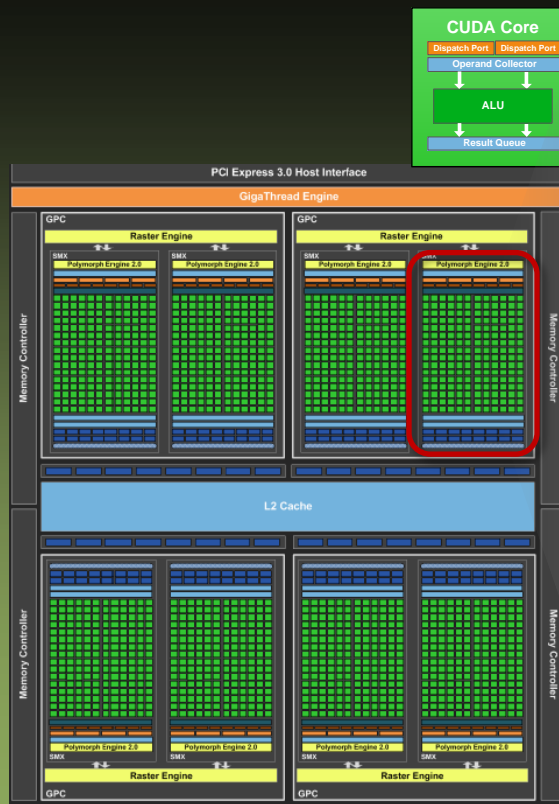 CUDA Core
Dispatch Port Dispatch Port
Operand Collector
ALU
Result Queue
PCI Express 3.0 Host Interface
GigaThread Engine
GPC
Raster Engine
SMX SMX
Polymorph Engine 2.0 Polymorph Engine 2.0
GPC
Raster Engine
SMX SMX
Polymorph Engine 2.0 Polymorph Engine 2.0
Memory Controller
Memory Controller
L2 Cache
Memory Controller
Memory Controller
Polymorph Engine 2.0 Polymorph Engine 2.0
SMX SMX
Raster Engine
GPC
Polymorph Engine 2.0 Polymorph Engine 2.0
SMX SMX
Raster Engine
GPC